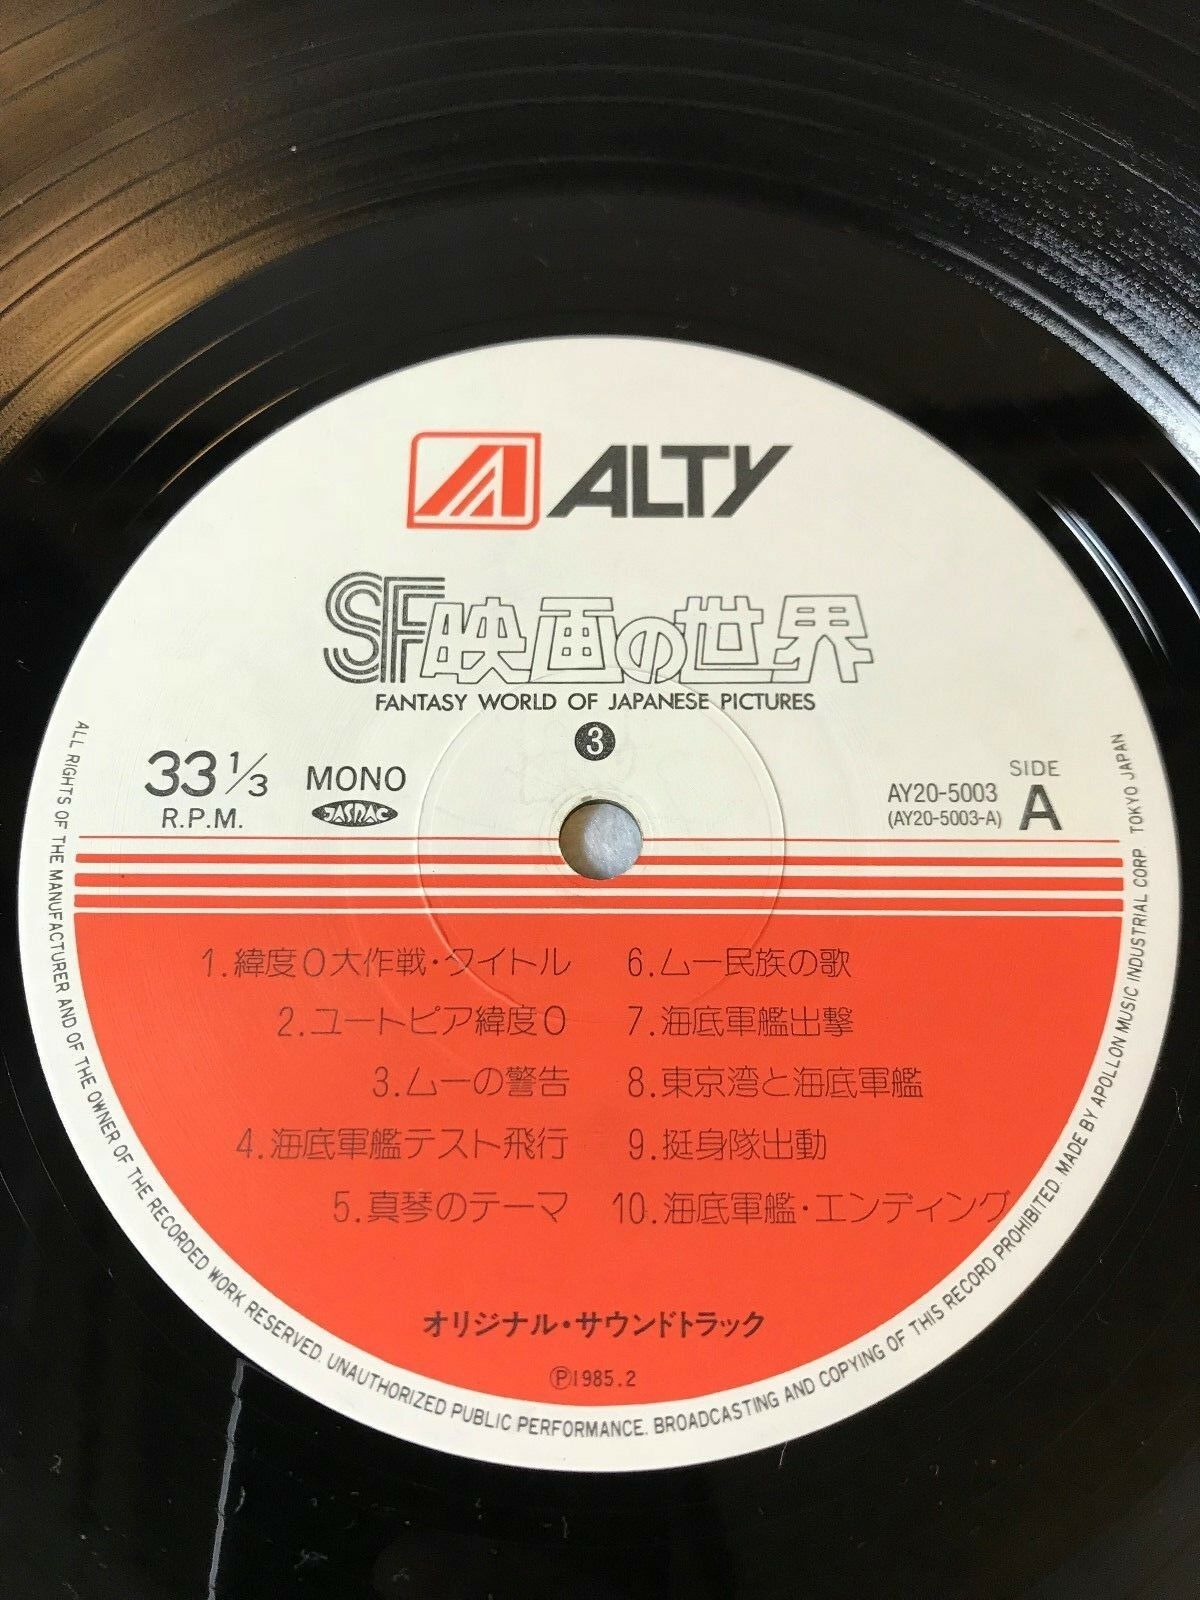 ALTY
SF映画の世界
FANTASY WORLD OF JAPANESE PICTURES
3
33 1/3
R.P.M.
MONO
JASRAC
AY20-5003
(AY20-5003-A)
SIDE
A
1.緯度0大作戦・タイトル
2.ユートピア緯度0
3.ムーの警告
4.海底軍艦テスト飛行
5.真琴のテーマ
6.ムー民族の歌
7.海底軍艦出撃
8.東京湾と海底軍艦
9.挺身隊出動
10.海底軍艦・エンディング
オリジナル・サウンドトラック
Ⓟ1985.2
ALL RIGHTS OF THE MANUFACTURER AND OF THE OWNER OF THE RECORDED WORK RESERVED. UNAUTHORIZED PUBLIC PERFORMANCE. BROADCASTING AND COPYING OF THIS RECORD PROHIBITED. MADE BY APOLLON MUSIC INDUSTRIAL CORP TOKYO JAPAN